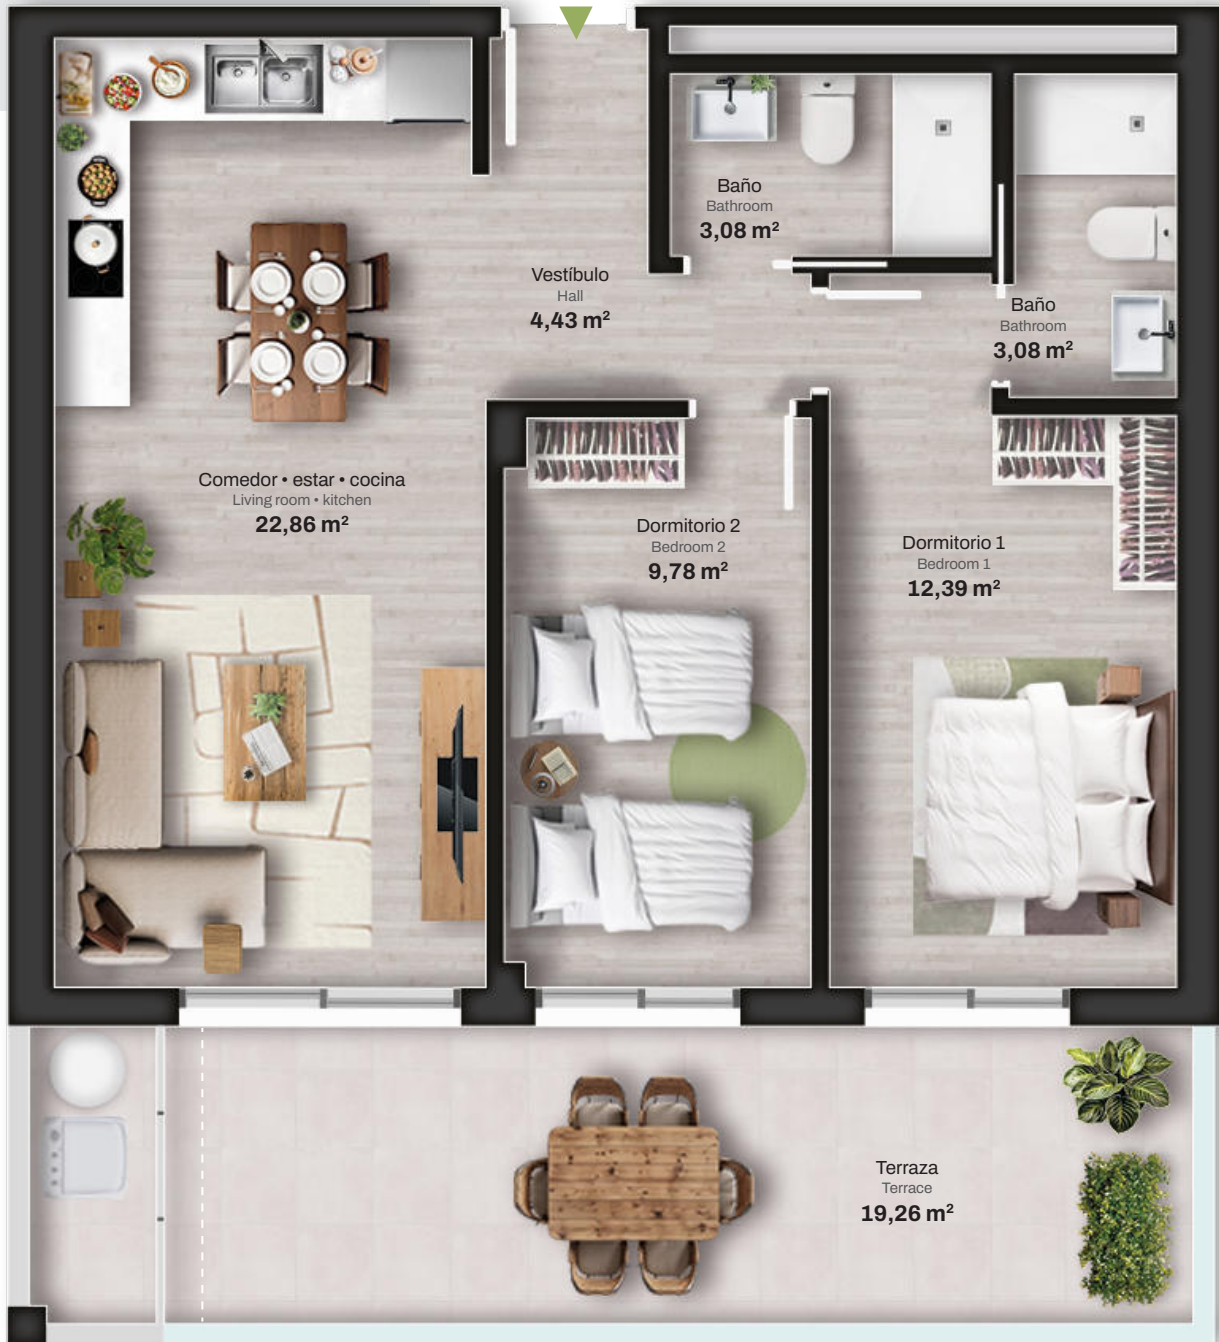 Baño
Bathroom
3,08 m²
Vestíbulo
Hall
4,43 m²
Baño
Bathroom
3,08 m²
Comedor • estar • cocina
Living room • kitchen
22,86 m²
Dormitorio 2
Bedroom 2
9,78 m²
Dormitorio 1
Bedroom 1
12,39 m²
Terraza
Terrace
19,26 m²